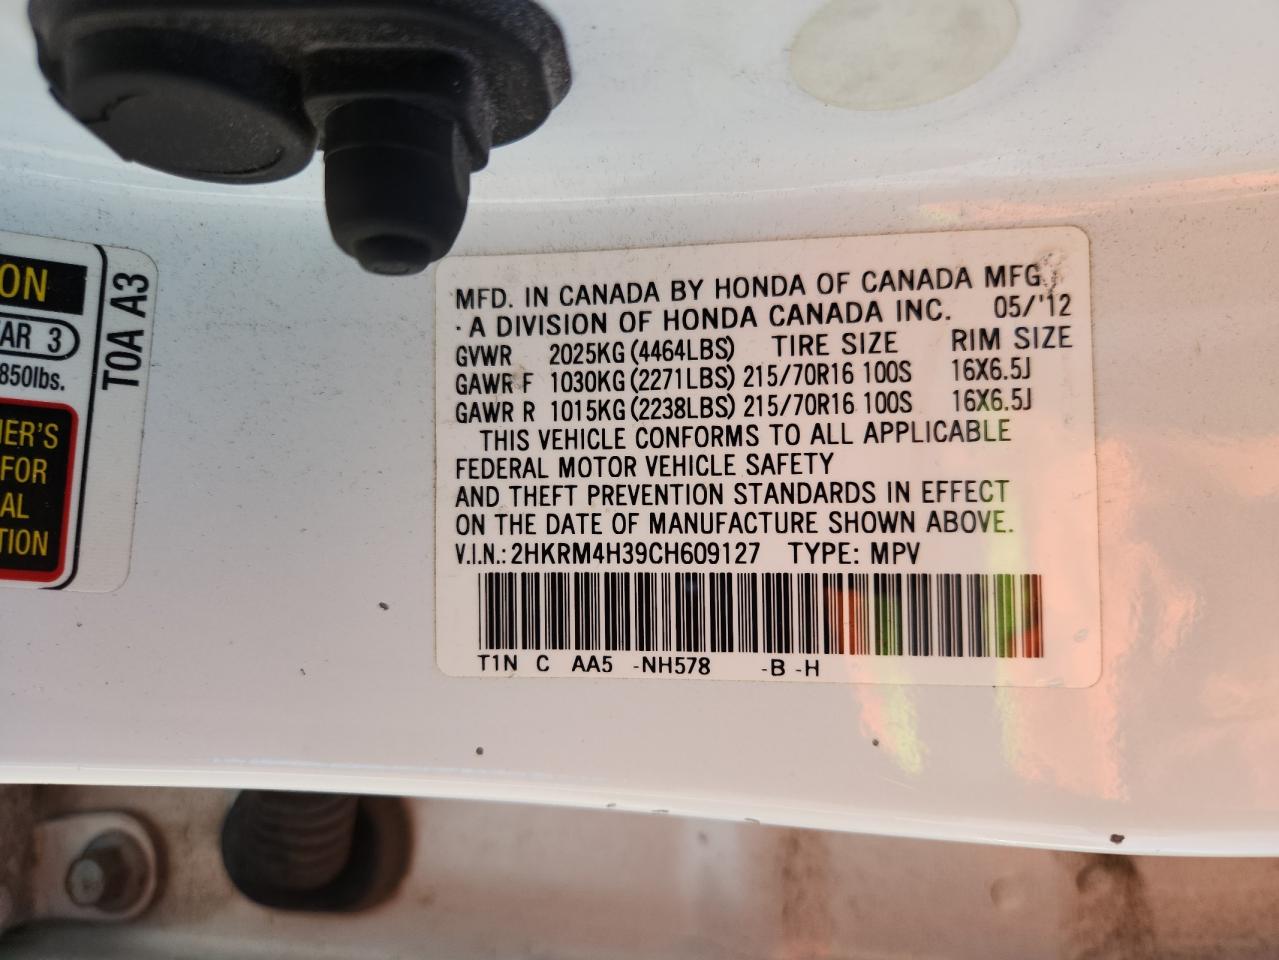 ON
AR 3
850lbs.
ER'S
FOR
AL
TION
T0A A3
MFD. IN CANADA BY HONDA OF CANADA MFG.
· A DIVISION OF HONDA CANADA INC. 05/'12
GVWR 2025KG (4464LBS) TIRE SIZE RIM SIZE
GAWR F 1030KG (2271LBS) 215/70R16 100S 16X6.5J
GAWR R 1015KG (2238LBS) 215/70R16 100S 16X6.5J
THIS VEHICLE CONFORMS TO ALL APPLICABLE
FEDERAL MOTOR VEHICLE SAFETY
AND THEFT PREVENTION STANDARDS IN EFFECT
ON THE DATE OF MANUFACTURE SHOWN ABOVE.
V.I.N.: 2HKRM4H39CH609127 TYPE: MPV
T1N C AA5 -NH578 -B -H